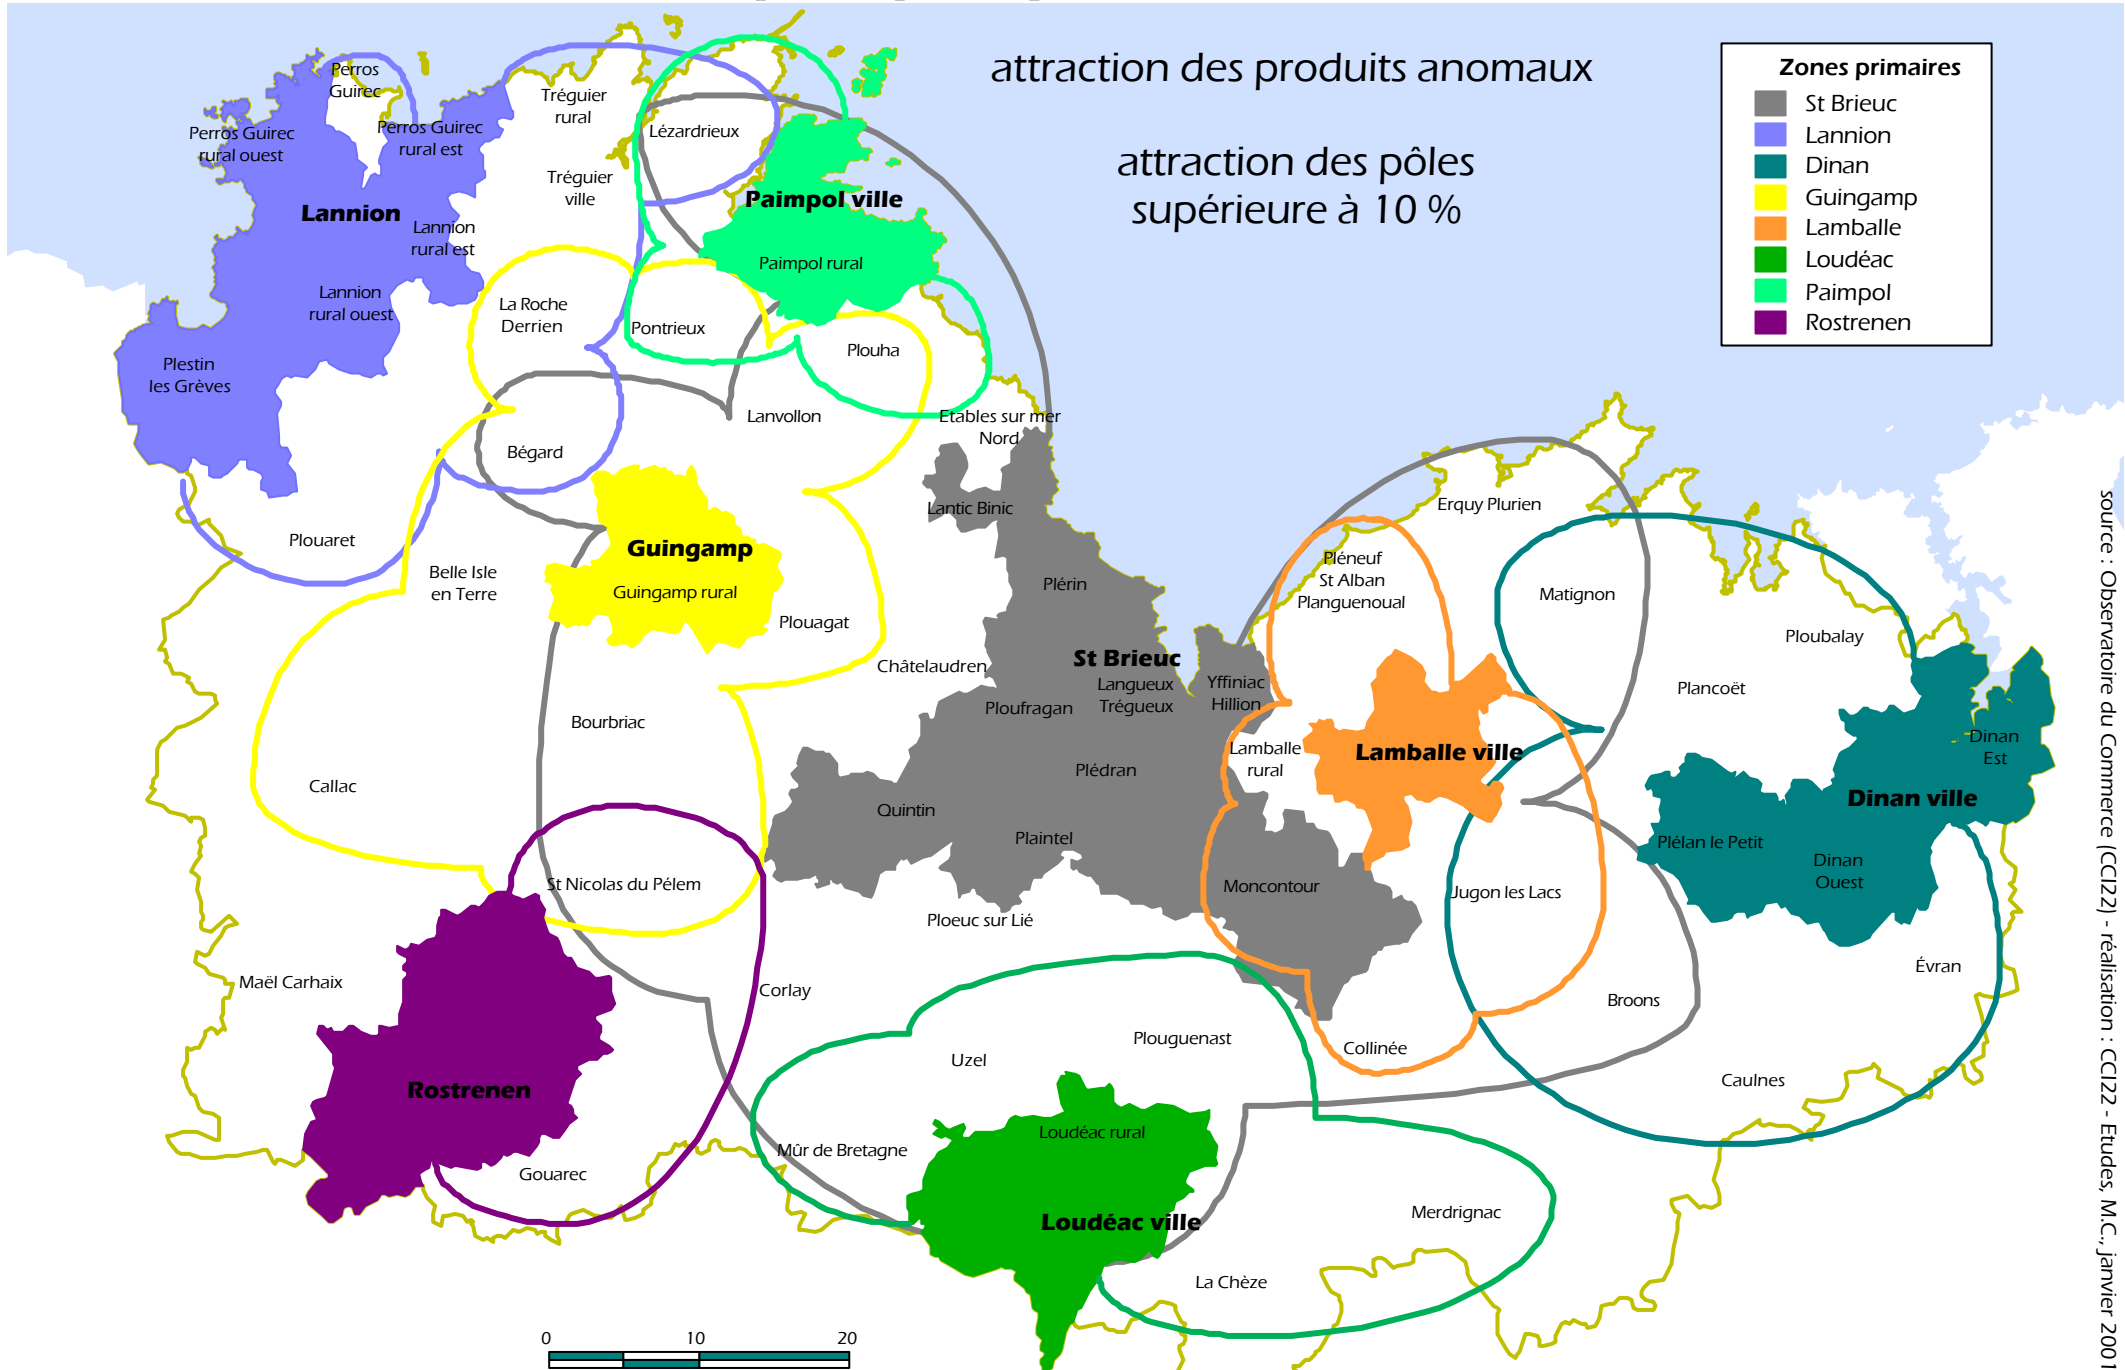 attraction des produits anomaux
attraction des pôles
supérieure à 10 %
Zones primaires
St Brieuc
Lannion
Dinan
Guingamp
Lamballe
Loudéac
Paimpol
Rostrenen
Perros
Guirec
Perros Guirec
rural ouest
Perros Guirec
rural est
Tréguier
rural
Lézardrieux
Tréguier
ville
Lannion
Lannion
rural est
Paimpol ville
Paimpol rural
Lannion
rural ouest
La Roche
Derrien
Pontrieux
Plouha
Plestin
les Grèves
Lanvollon
Etables sur mer
Nord
Bégard
Lantic Binic
Erquy Plurien
Plouaret
Guingamp
Guingamp rural
Belle Isle
en Terre
Plérin
Pléneuf
St Alban
Planguenoual
Matignon
Plouagat
Ploubalay
Châtelaudren
St Brieuc
Langueux
Trégueux
Yffiniac
Hillion
Plancoët
Ploufragan
Bourbriac
Lamballe
rural
Lamballe ville
Dinan
Est
Plédran
Callac
Dinan ville
Quintin
Plaintel
Plélan le Petit
Dinan
Ouest
St Nicolas du Pélem
Moncontour
Jugon les Lacs
Ploeuc sur Lié
Évran
Maël Carhaix
Corlay
Broons
Plouguenast
Collinée
Uzel
Caulnes
Rostrenen
Loudéac rural
Mûr de Bretagne
Gouarec
Loudéac ville
Merdrignac
La Chèze
0 10 20
source : Observatoire du Commerce (CCI22) - réalisation : CCI22 - Etudes, M.C., janvier 2001